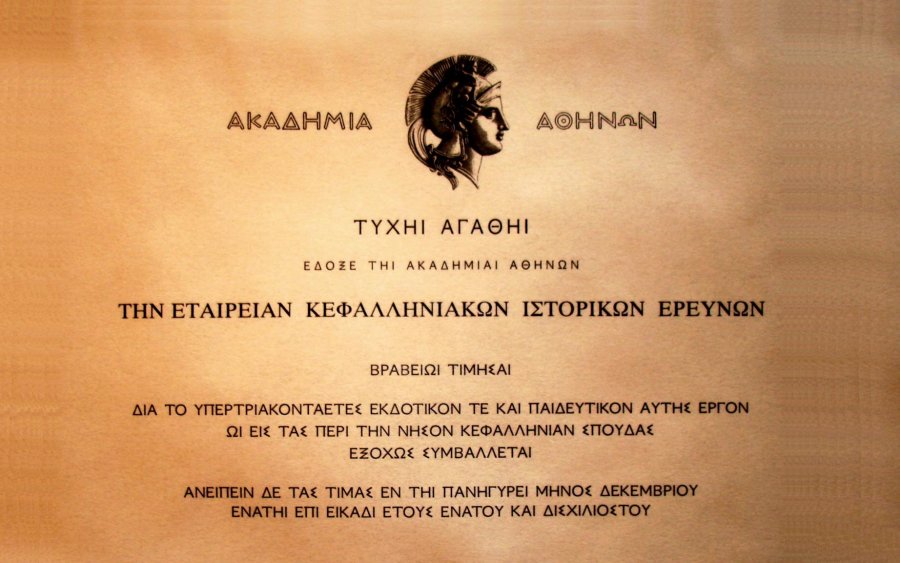 ΑΚΑΔΗΜΙΑ ΑΘΗΝΩΝ
ΤΥΧΗΙ ΑΓΑΘΗΙ
ΕΔΟΞΕ ΤΗΙ ΑΚΑΔΗΜΙΑΙ ΑΘΗΝΩΝ
ΤΗΝ ΕΤΑΙΡΕΙΑΝ ΚΕΦΑΛΛΗΝΙΑΚΩΝ ΙΣΤΟΡΙΚΩΝ ΕΡΕΥΝΩΝ
ΒΡΑΒΕΙΩΙ ΤΙΜΗΣΑΙ
ΔΙΑ ΤΟ ΥΠΕΡΤΡΙΑΚΟΝΤΑΕΤΕΣ ΕΚΔΟΤΙΚΟΝ ΤΕ ΚΑΙ ΠΑΙΔΕΥΤΙΚΟΝ ΑΥΤΗΣ ΕΡΓΟΝ
ΩΙ ΕΙΣ ΤΑΣ ΠΕΡΙ ΤΗΝ ΝΗΣΟΝ ΚΕΦΑΛΛΗΝΙΑΝ ΣΠΟΥΔΑΣ
ΕΞΟΧΩΣ ΣΥΜΒΑΛΛΕΤΑΙ
ΑΝΕΙΠΕΙΝ ΔΕ ΤΑΣ ΤΙΜΑΣ ΕΝ ΤΗΙ ΠΑΝΗΓΥΡΕΙ ΜΗΝΟΣ ΔΕΚΕΜΒΡΙΟΥ
ΕΝΑΤΗΙ ΕΠΙ ΕΙΚΑΔΙ ΕΤΟΥΣ ΕΝΑΤΟΥ ΚΑΙ ΔΙΣΧΙΛΙΟΣΤΟΥ